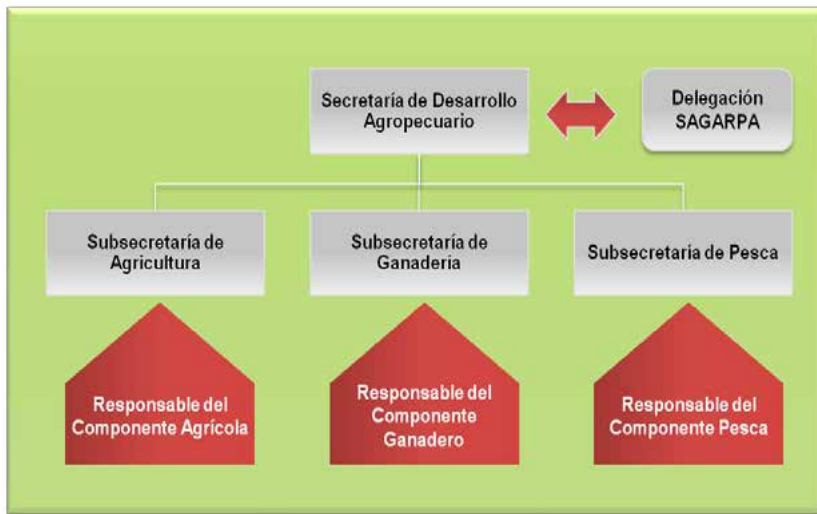 Secretaría de Desarrollo
Agropecuario
Delegación
SAGARPA
Subsecretaría de
Agricultura
Subsecretaría de
Ganadería
Subsecretaría de Pesca
Responsable del
Componente Agrícola
Responsable del
Componente
Ganadero
Responsable del
Componente Pesca